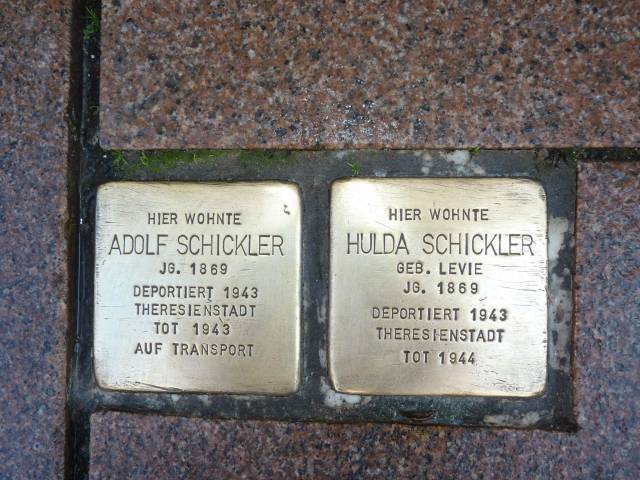 HIER WOHNTE
ADOLF SCHICKLER
JG. 1869
DEPORTIERT 1943
THERESIENSTADT
TOT 1943
AUF TRANSPORT
HIER WOHNTE
HULDA SCHICKLER
GEB. LEVIE
JG. 1869
DEPORTIERT 1943
THERESIENSTADT
TOT 1944